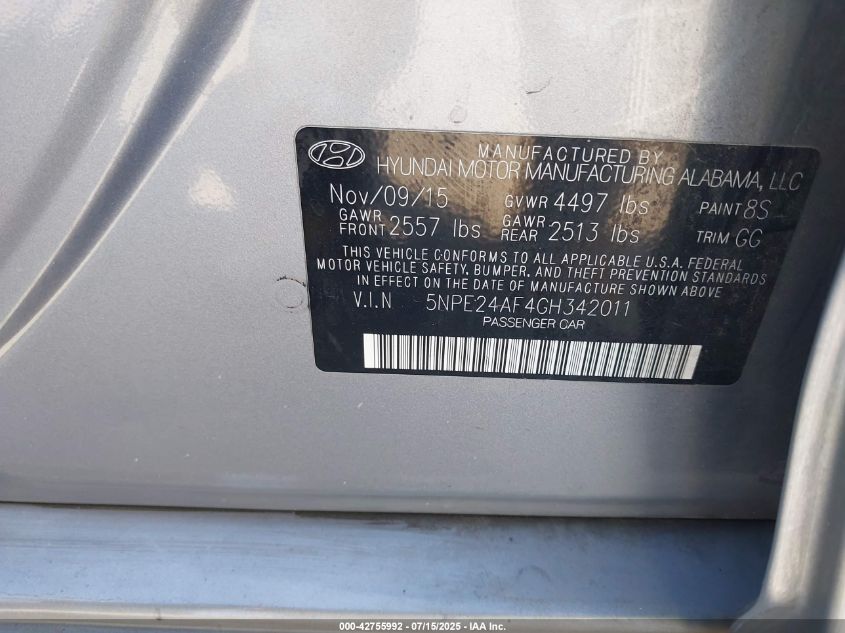 MANUFACTURED BY
HYUNDAI MOTOR MANUFACTURING ALABAMA, LLC
Nov/09/15 GVWR 4497 lbs PAINT 8S
GAWR FRONT 2557 lbs GAWR REAR 2513 lbs TRIM GG
THIS VEHICLE CONFORMS TO ALL APPLICABLE U.S.A. FEDERAL
MOTOR VEHICLE SAFETY, BUMPER, AND THEFT PREVENTION STANDARDS
IN EFFECT ON THE DATE OF MANUFACTURE SHOWN ABOVE.
V.I.N 5NPE24AF4GH342011
PASSENGER CAR
000-42755992 - 07/15/2025 - IAA Inc.